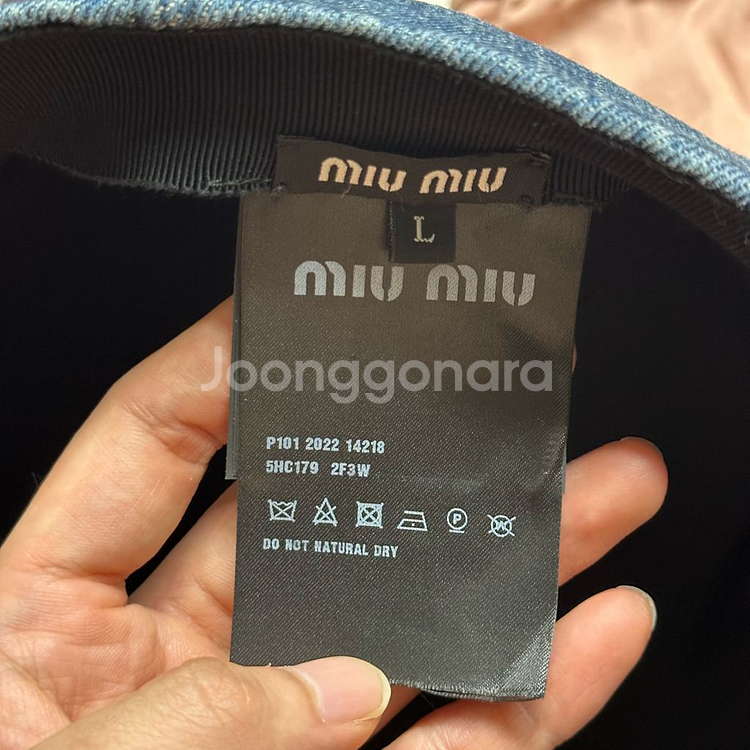 miu miu
L
miu miu
Joonggonara
P101 2022 14218
5HC179 2F3W
P
W
DO NOT NATURAL DRY